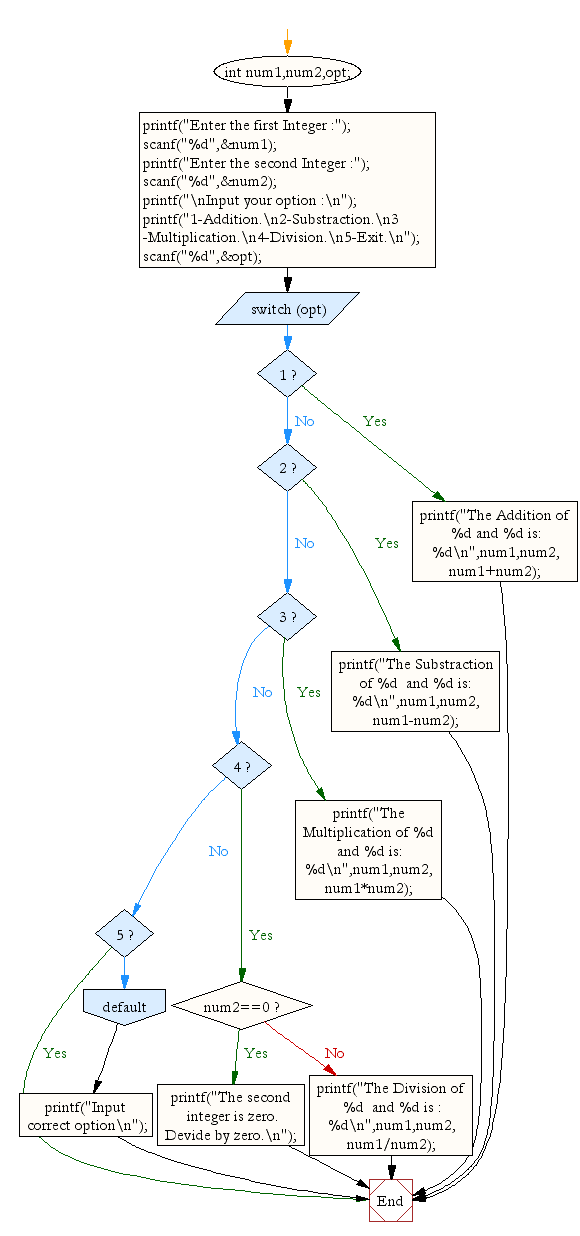 int num1,num2,opt;
printf("Enter the first Integer :");
scanf("%d",&num1);
printf("Enter the second Integer :");
scanf("%d",&num2);
printf("\nInput your option :\n");
printf("1-Addition.\n2-Substraction.\n3
-Multiplication.\n4-Division.\n5-Exit.\n");
scanf("%d",&opt);
switch (opt)
1 ?
No
Yes
2 ?
printf("The Addition of
%d and %d is:
%d\n",num1,num2,
num1+num2);
No
Yes
3 ?
printf("The Substraction
of %d  and %d is:
%d\n",num1,num2,
num1-num2);
No
Yes
4 ?
printf("The
Multiplication of %d
and %d is:
%d\n",num1,num2,
num1*num2);
No
Yes
5 ?
default
num2==0 ?
Yes
Yes
No
printf("Input
correct option\n");
printf("The second
integer is zero.
Devide by zero.\n");
printf("The Division of
%d  and %d is :
%d\n",num1,num2,
num1/num2);
End